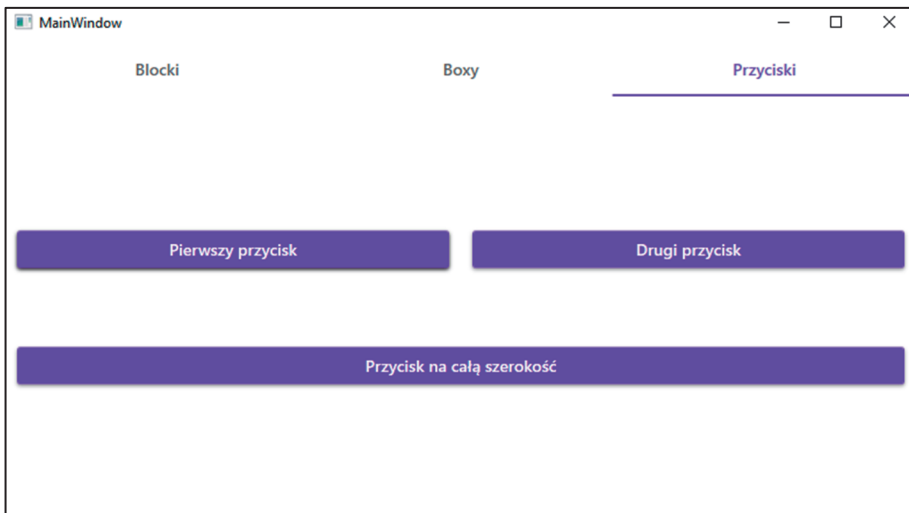 MainWindow
Blocki Boxy Przyciski
Pierwszy przycisk Drugi przycisk
Przycisk na całą szerokość